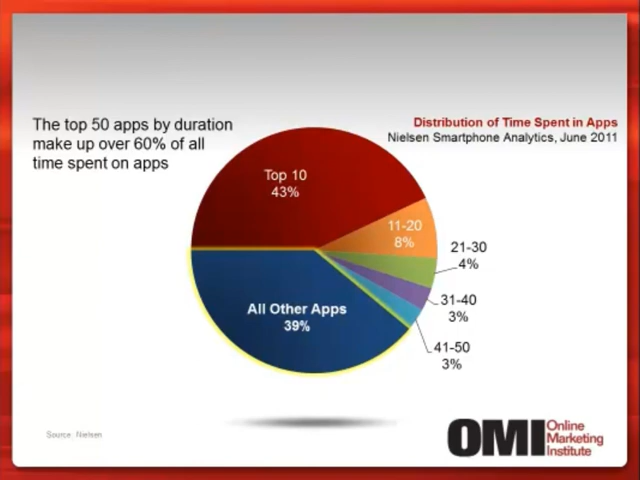 The top 50 apps by duration
make up over 60% of all
time spent on apps
Distribution of Time Spent in Apps
Nielsen Smartphone Analytics, June 2011
Top 10
43%
11-20
8%
21-30
4%
31-40
3%
41-50
3%
All Other Apps
39%
Source: Nielsen
OMI
Online
Marketing
Institute